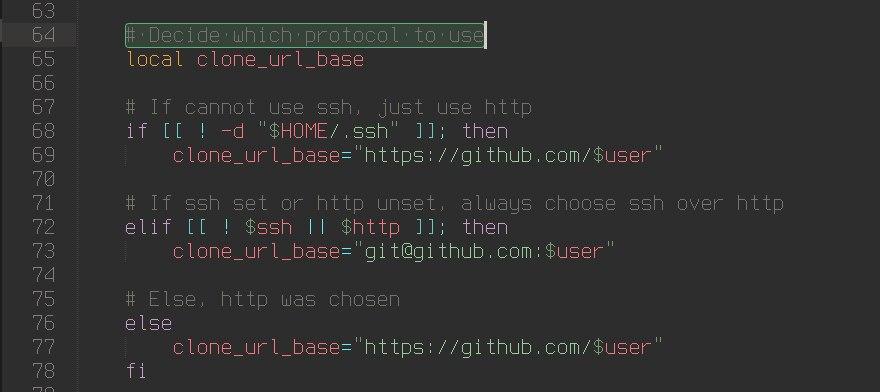 63
64 # Decide which protocol to use
65 local clone_url_base
66
67 # If cannot use ssh, just use http
68 if [[ ! -d "$HOME/.ssh" ]]; then
69 clone_url_base="https://github.com/$user"
70
71 # If ssh set or http unset, always choose ssh over http
72 elif [[ ! $ssh || $http ]]; then
73 clone_url_base="git@github.com:$user"
74
75 # Else, http was chosen
76 else
77 clone_url_base="https://github.com/$user"
78 fi